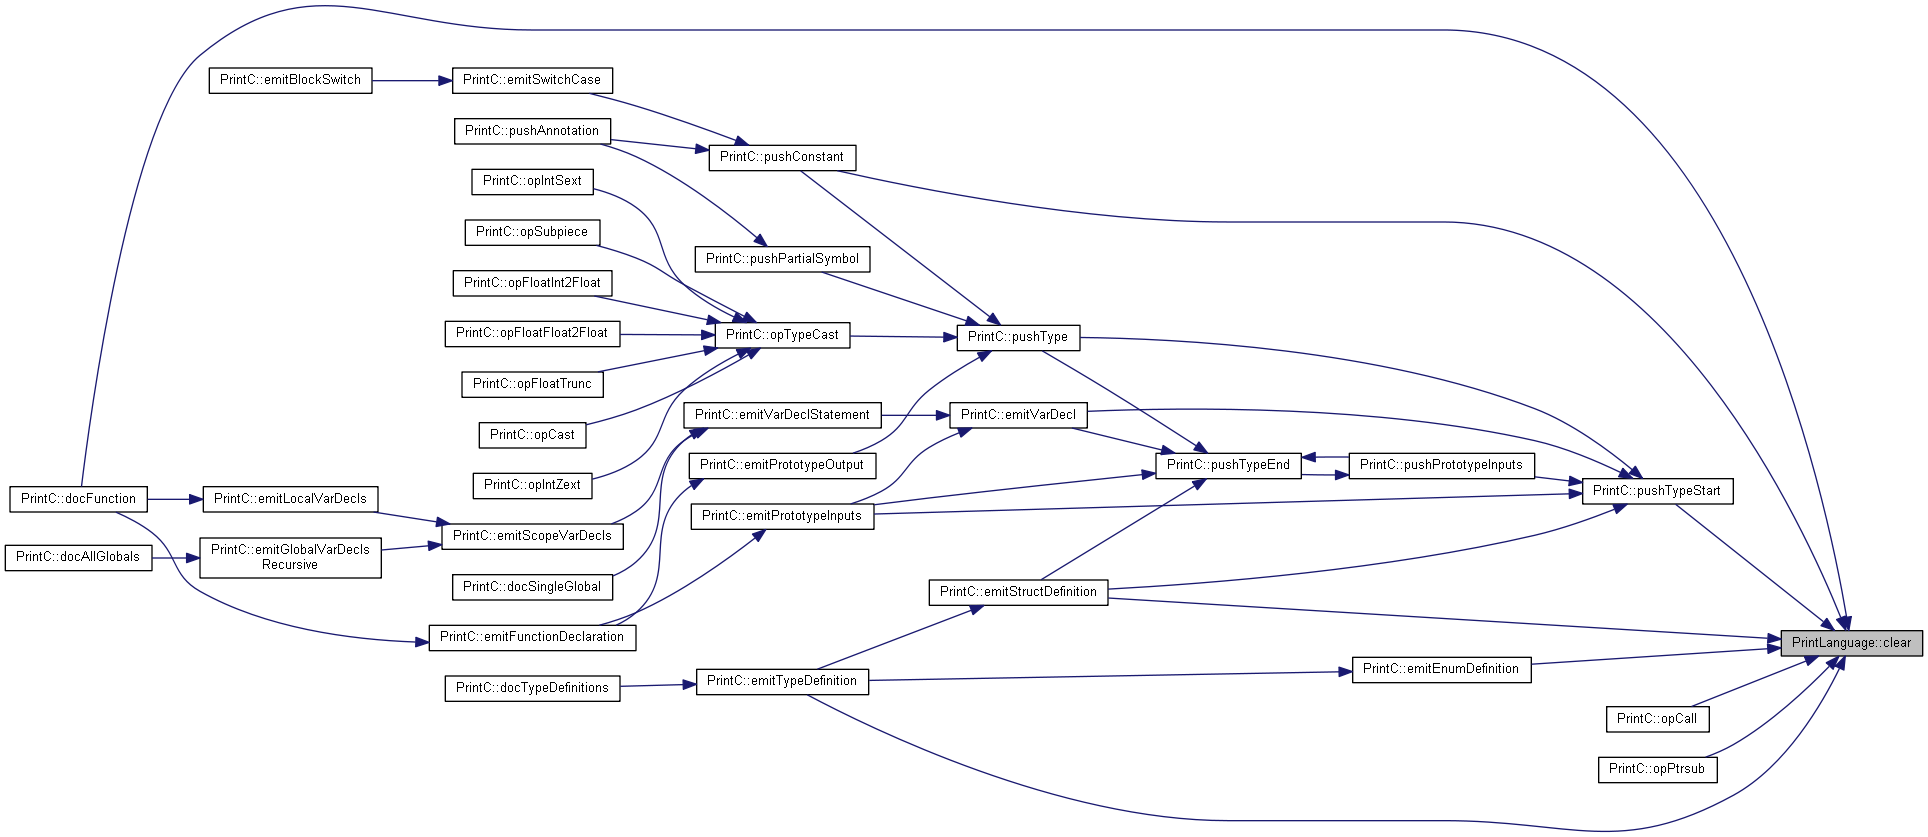 PrintC::emitBlockSwitch
PrintC::emitSwitchCase
PrintC::pushAnnotation
PrintC::pushConstant
PrintC::opIntSext
PrintC::opSubpiece
PrintC::pushPartialSymbol
PrintC::opFloatInt2Float
PrintC::opFloatFloat2Float
PrintC::opTypeCast
PrintC::pushType
PrintC::opFloatTrunc
PrintC::emitVarDeclStatement
PrintC::emitVarDecl
PrintC::opCast
PrintC::emitPrototypeOutput
PrintC::pushTypeEnd
PrintC::pushPrototypeInputs
PrintC::opIntZext
PrintC::pushTypeStart
PrintC::docFunction
PrintC::emitLocalVarDecls
PrintC::emitPrototypeInputs
PrintC::emitScopeVarDecls
PrintC::docAllGlobals
PrintC::emitGlobalVarDecls
Recursive
PrintC::docSingleGlobal
PrintC::emitStructDefinition
PrintC::emitFunctionDeclaration
PrintLanguage::clear
PrintC::emitEnumDefinition
PrintC::docTypeDefinitions
PrintC::emitTypeDefinition
PrintC::opCall
PrintC::opPtrsub